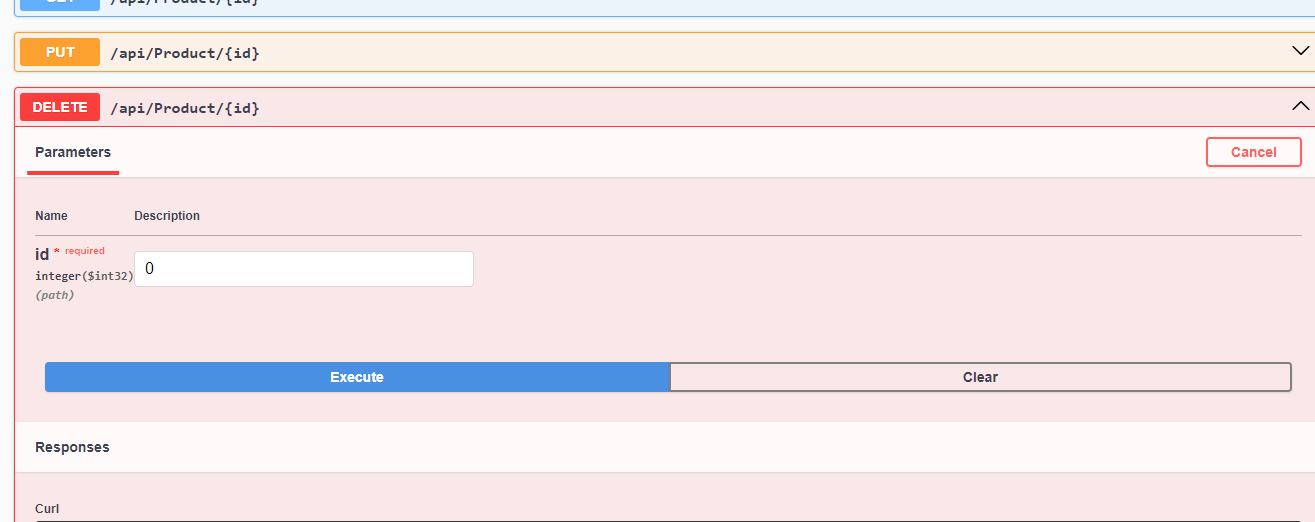 GET /api/Product/{id}
PUT /api/Product/{id}
DELETE /api/Product/{id}
Parameters
Cancel
Name Description
id * required
integer($int32)
(path)
0
Execute Clear
Responses
Curl